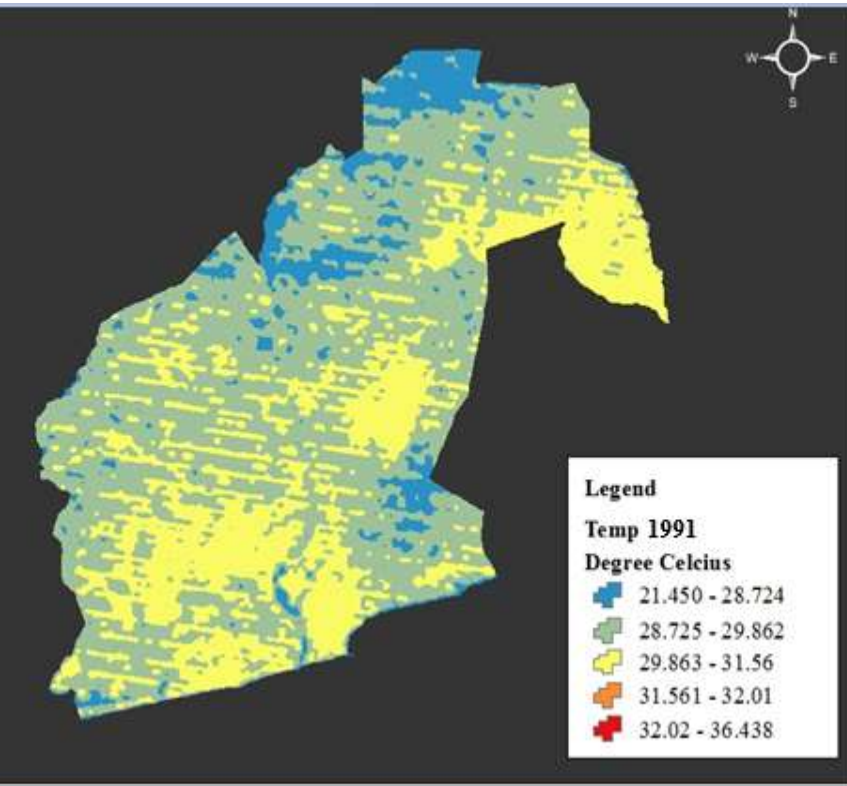 N
W E
S
Legend
Temp 1991
Degree Celcius
21.450 - 28.724
28.725 - 29.862
29.863 - 31.56
31.561 - 32.01
32.02 - 36.438